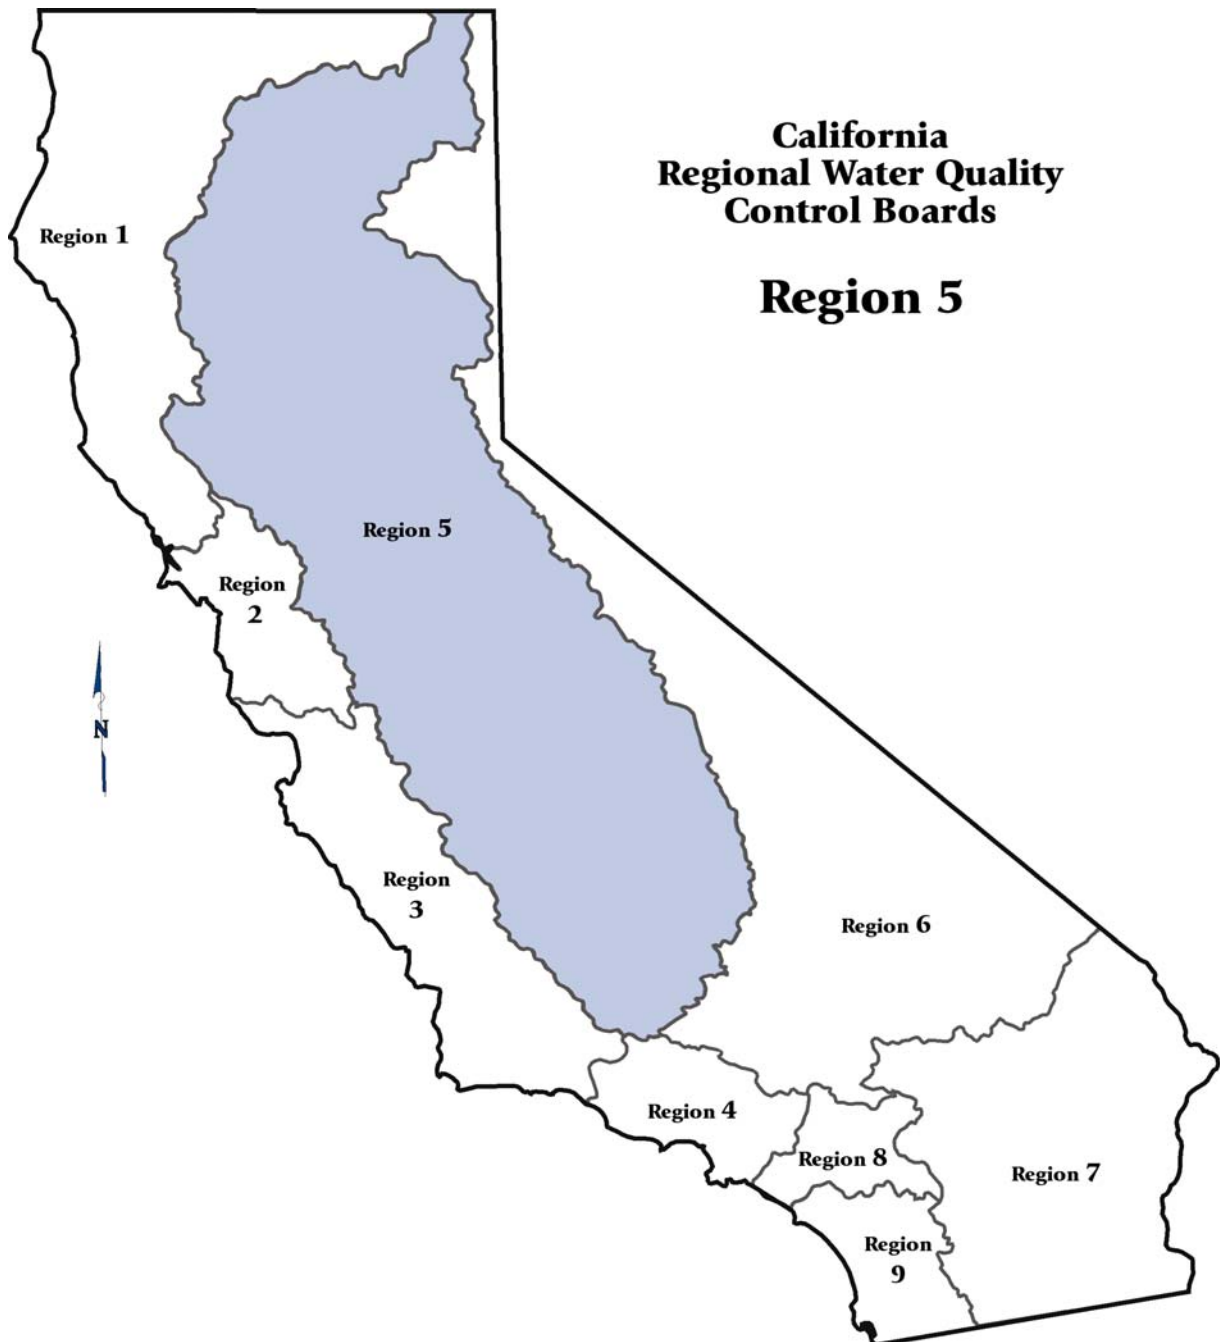 California
Regional Water Quality
Control Boards
Region 5
Region 1
Region 5
Region
2
N
Region
3
Region 6
Region 4
Region 8
Region 7
Region
9